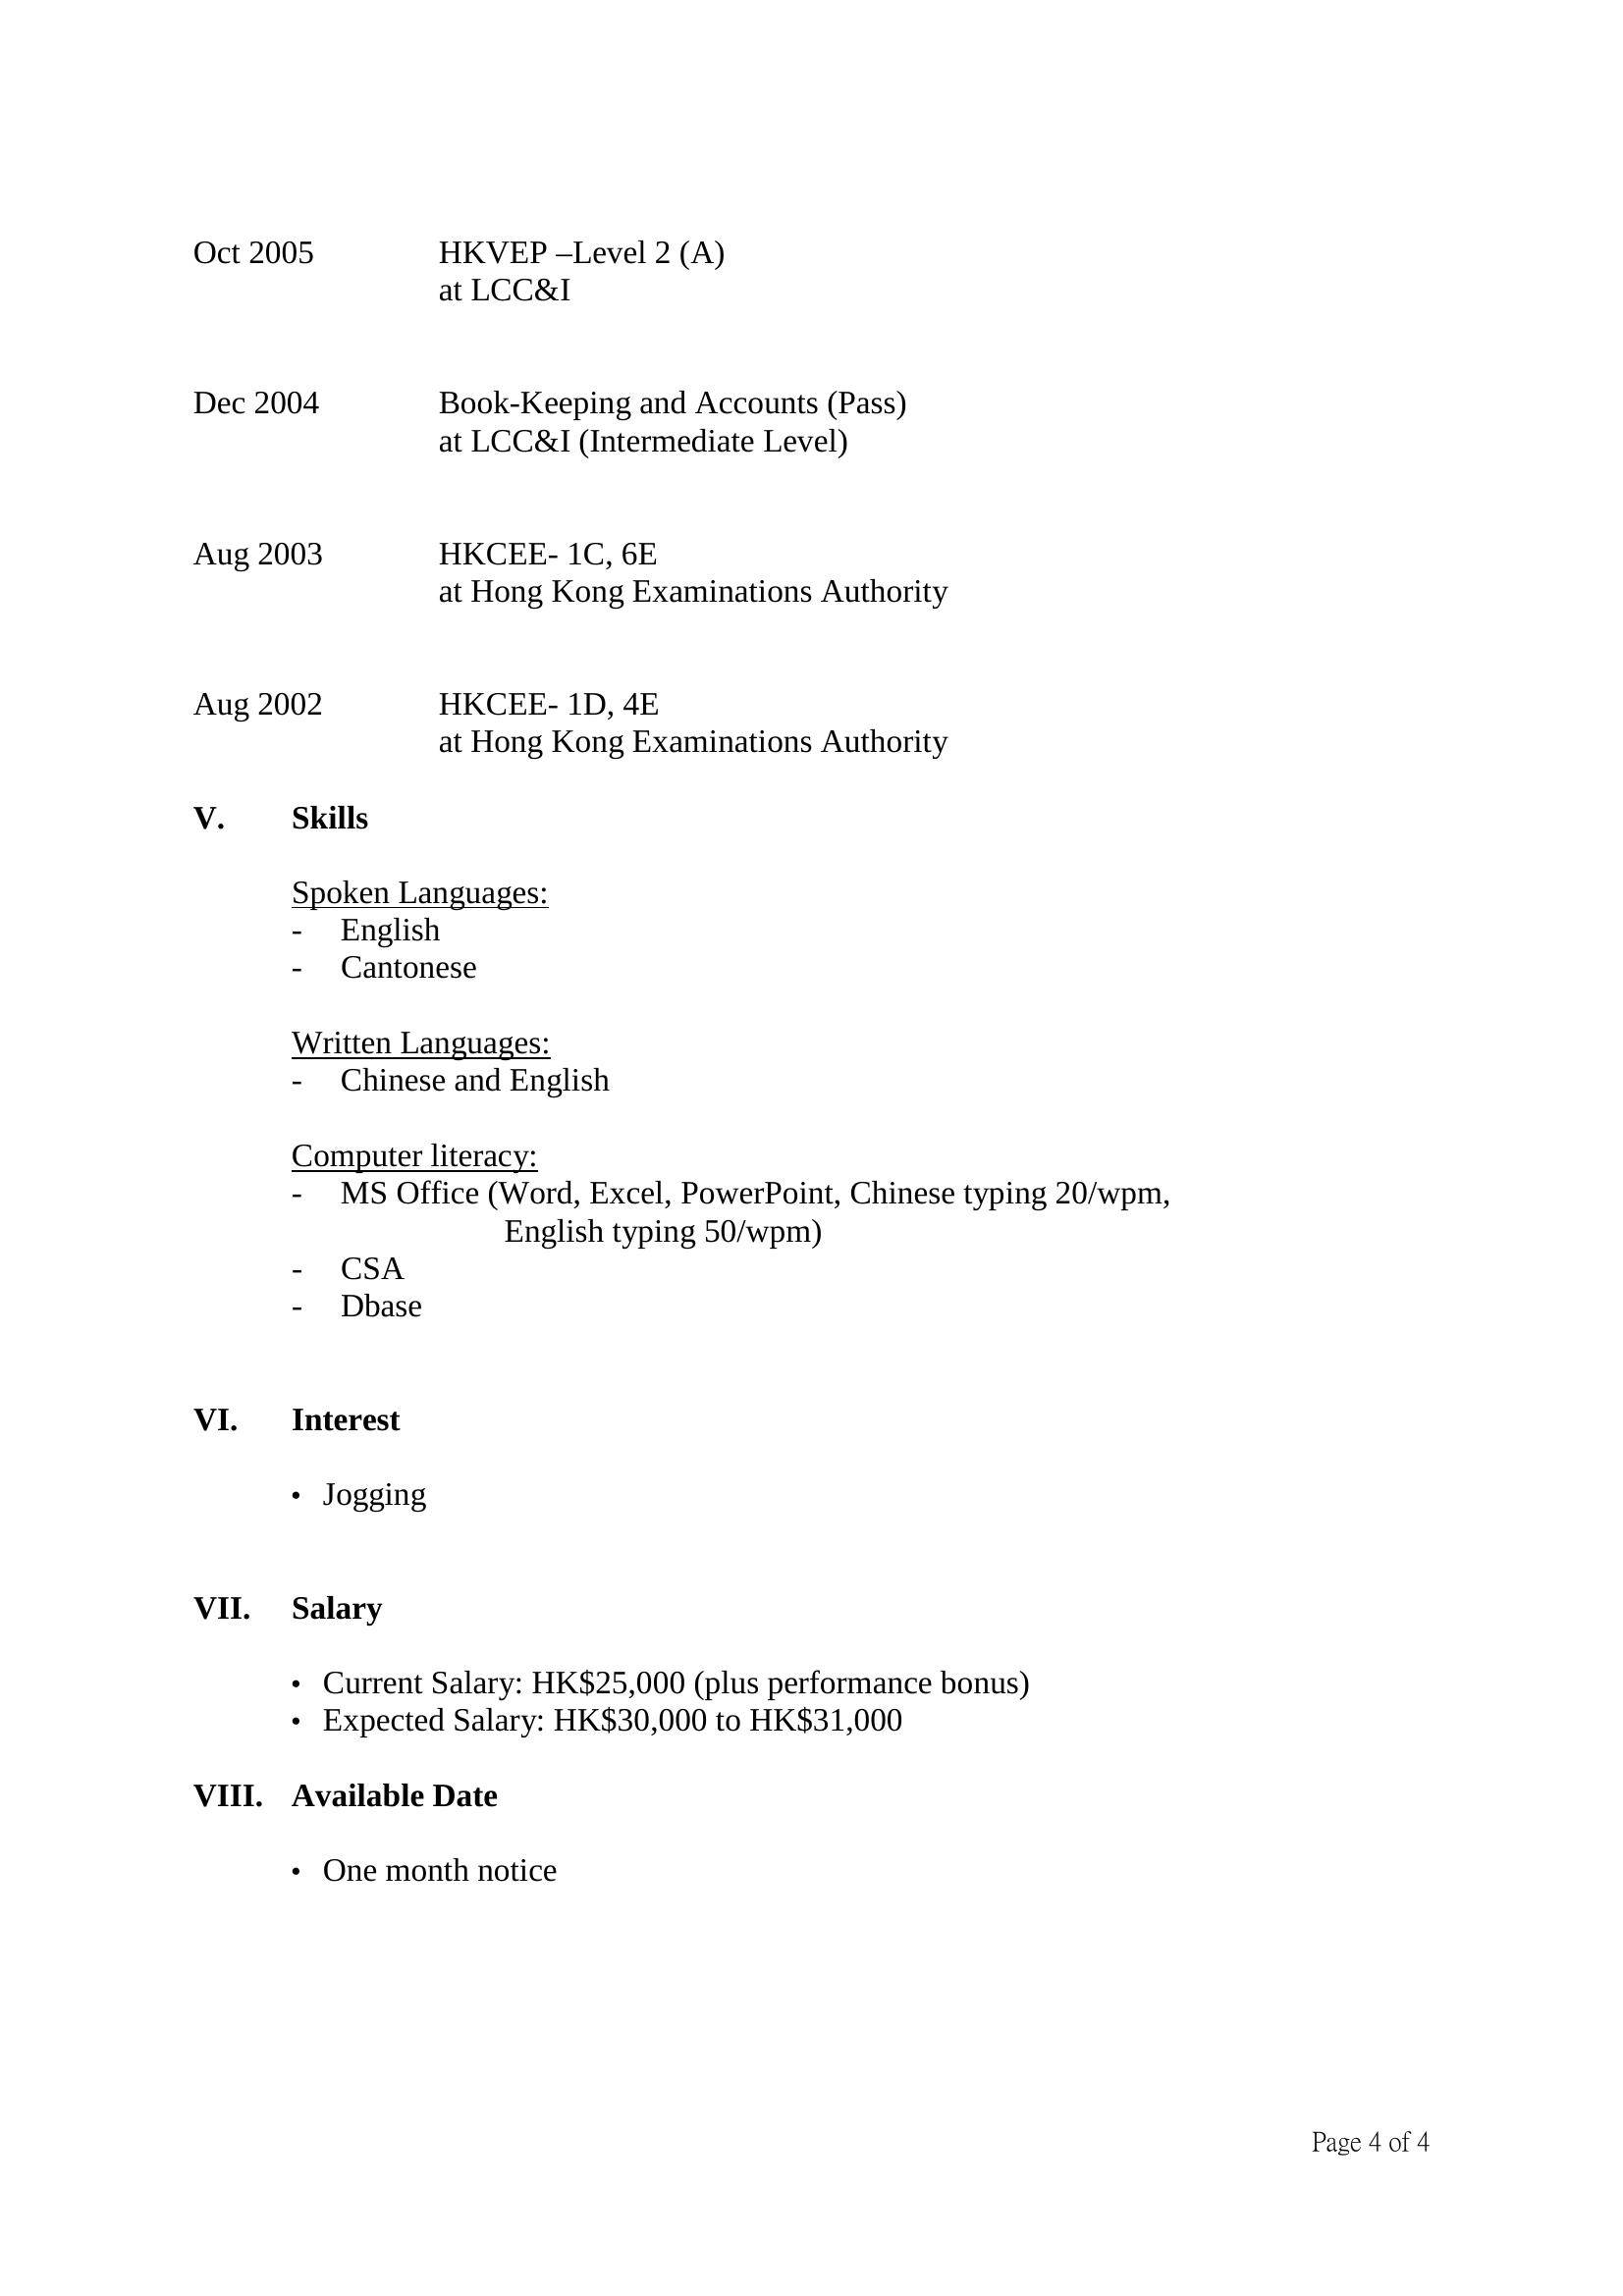 Oct 2005 HKVEP –Level 2 (A)
at LCC&I
Dec 2004 Book-Keeping and Accounts (Pass)
at LCC&I (Intermediate Level)
Aug 2003 HKCEE- 1C, 6E
at Hong Kong Examinations Authority
Aug 2002 HKCEE- 1D, 4E
at Hong Kong Examinations Authority
V. Skills
Spoken Languages:
- English
- Cantonese
Written Languages:
- Chinese and English
Computer literacy:
- MS Office (Word, Excel, PowerPoint, Chinese typing 20/wpm,
English typing 50/wpm)
- CSA
- Dbase
VI. Interest
• Jogging
VII. Salary
• Current Salary: HK$25,000 (plus performance bonus)
• Expected Salary: HK$30,000 to HK$31,000
VIII. Available Date
• One month notice
Page 4 of 4